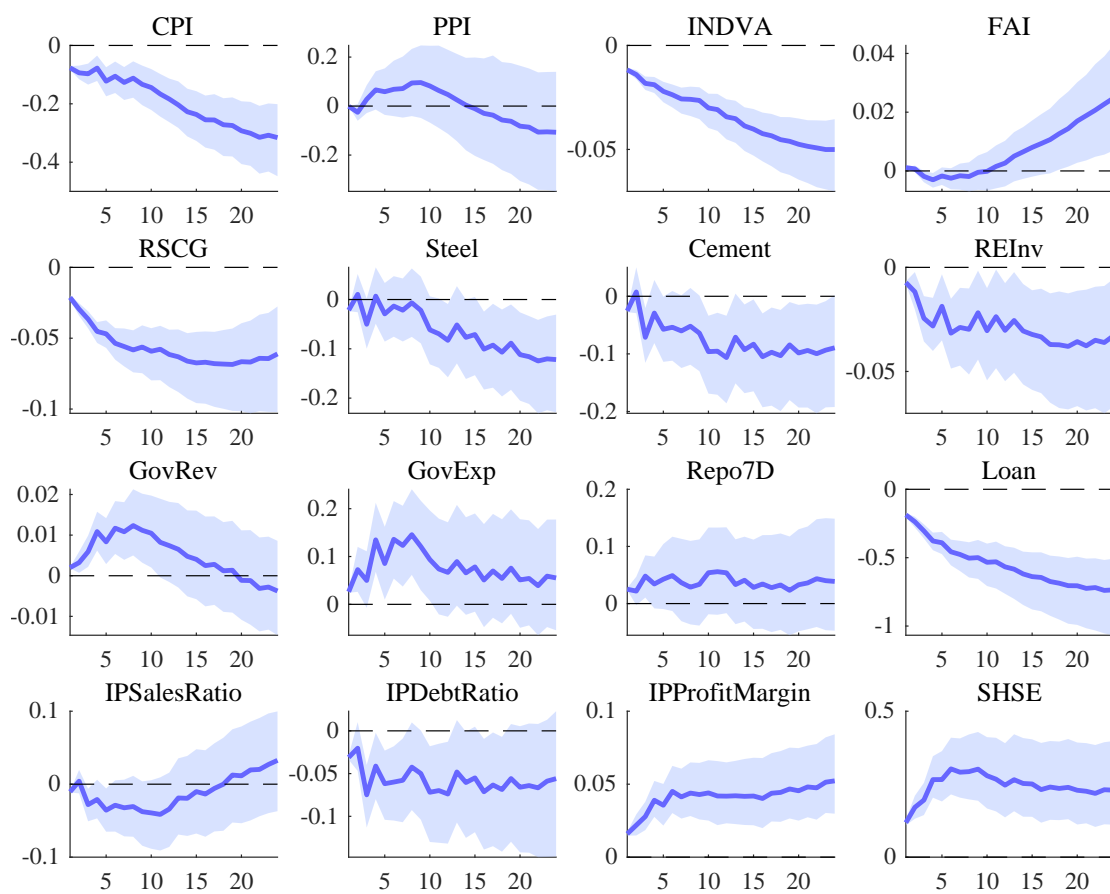 CPI PPI INDVA FAI
0 0.2 0 0.04
-0.2 0 -0.05 0.02
-0.4 -0.2 0
5 10 15 20 5 10 15 20 5 10 15 20 5 10 15 20
RSCG Steel Cement REInv
0 0 0 0
-0.05 -0.1 -0.1 -0.05
-0.1 -0.2 -0.2
5 10 15 20 5 10 15 20 5 10 15 20 5 10 15 20
GovRev GovExp Repo7D Loan
0.02 0.2 0.2 0
0.01 0.1 0.1 -0.5
0 0 0 -1
-0.01
5 10 15 20 5 10 15 20 5 10 15 20 5 10 15 20
IPSalesRatio IPDebtRatio IPProfitMargin SHSE
0.1 0 0.1 0.5
0 -0.05 0.05
-0.1 -0.1 0 0
5 10 15 20 5 10 15 20 5 10 15 20 5 10 15 20